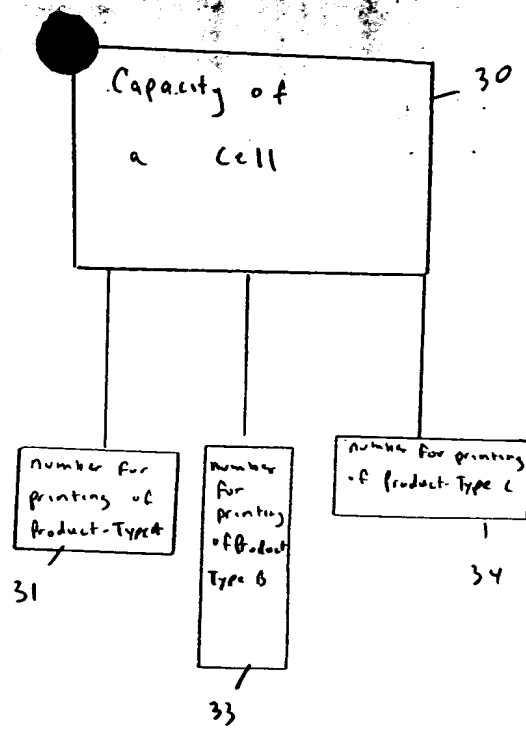 Capacity of
a Cell
30
number for
printing of
Product-Type A
31
number
for
printing
of Product
Type B
33
number for printing
of Product-Type C
34